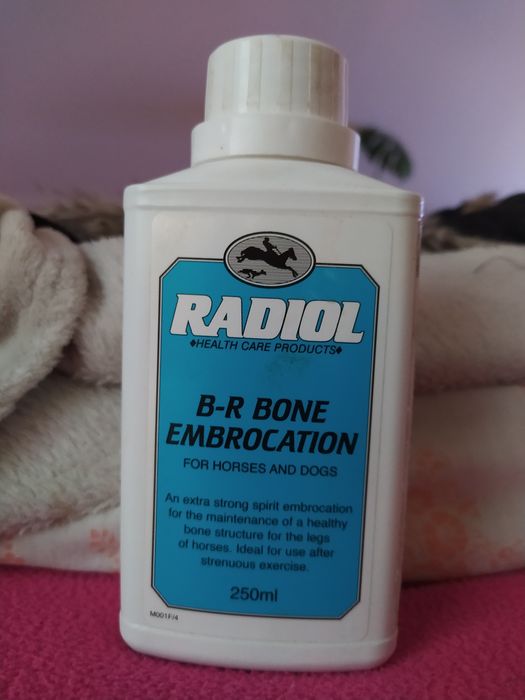 RADIOL
♦HEALTH CARE PRODUCTS♦
B-R BONE
EMBROCATION
FOR HORSES AND DOGS
An extra strong spirit embrocation
for the maintenance of a healthy
bone structure for the legs
of horses. Ideal for use after
strenuous exercise.
250ml
M001F/4